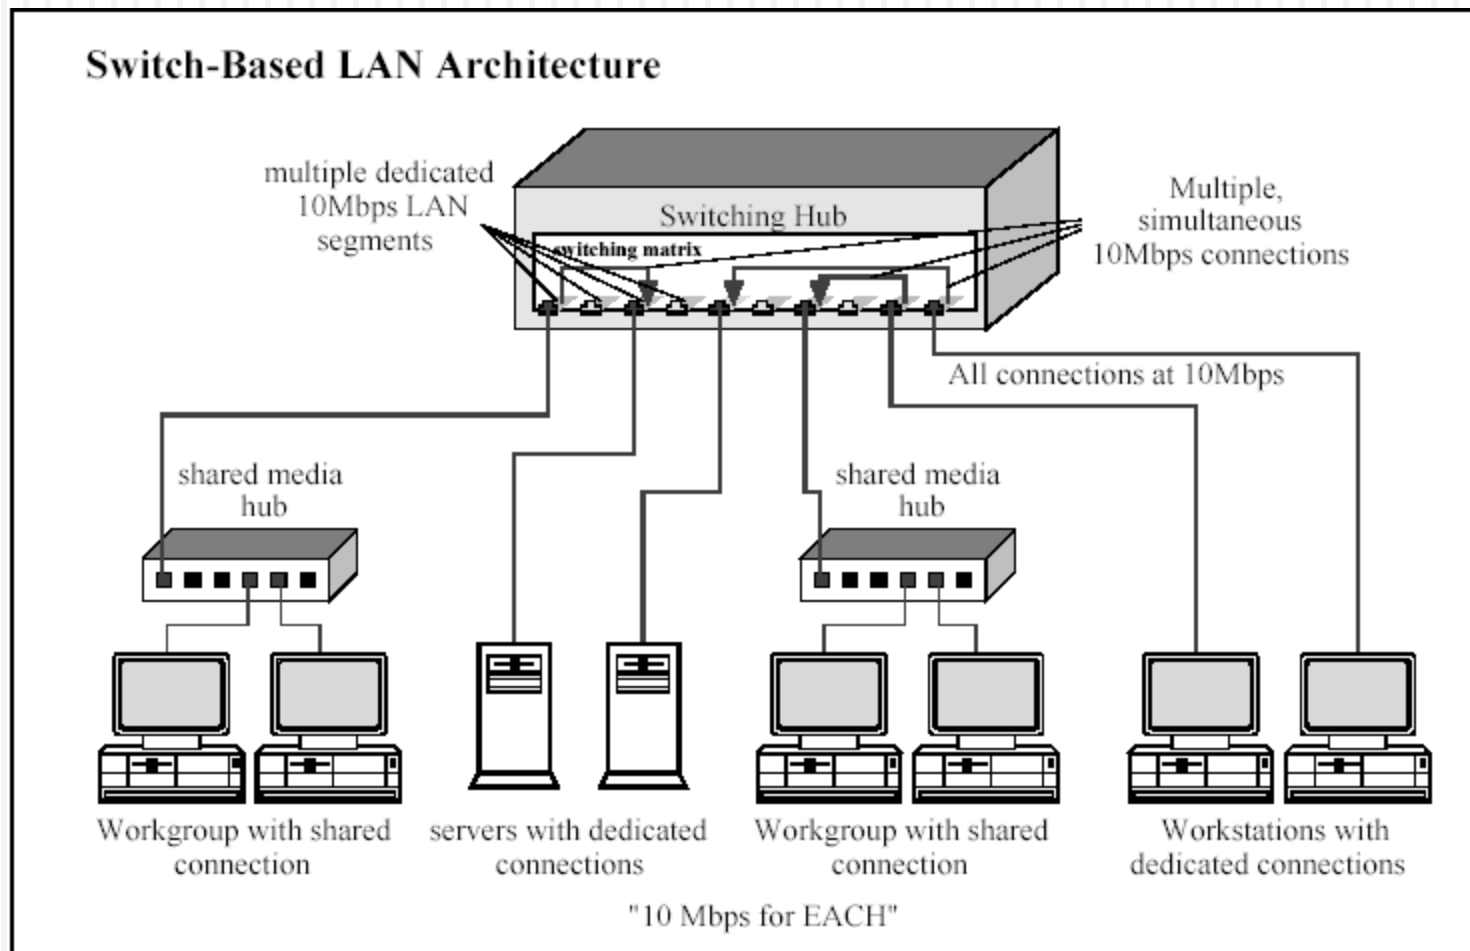 Switch-Based LAN Architecture
multiple dedicated
10Mbps LAN
segments
Switching Hub
switching matrix
Multiple,
simultaneous
10Mbps connections
All connections at 10Mbps
shared media
hub
shared media
hub
Workgroup with shared
connection
servers with dedicated
connections
Workgroup with shared
connection
Workstations with
dedicated connections
"10 Mbps for EACH"